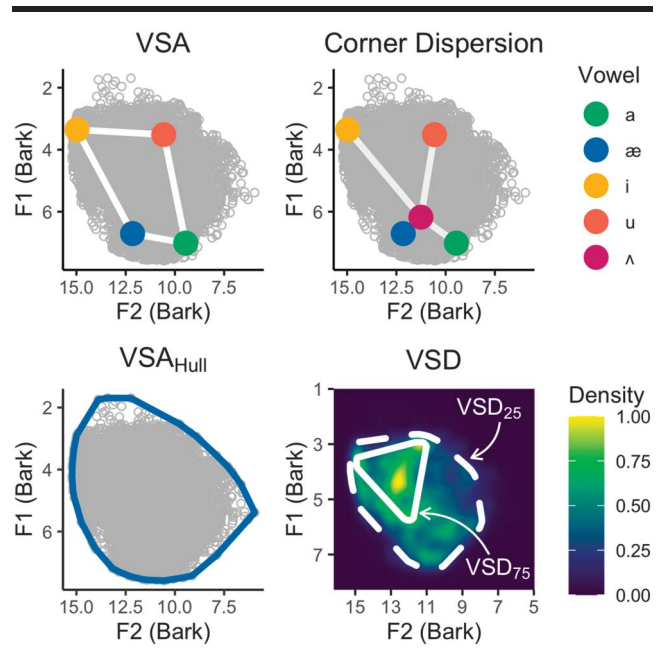 VSA
Corner Dispersion
Vowel
F1 (Bark)
2
4
6
15.0 12.5 10.0 7.5
F2 (Bark)
F1 (Bark)
2
4
6
15.0 12.5 10.0 7.5
F2 (Bark)
a
æ
i
u
ʌ
VSA_Hull
VSD
Density
F1 (Bark)
2
4
6
15.0 12.5 10.0 7.5
F2 (Bark)
F1 (Bark)
1
3
5
7
15 13 11 9 7 5
F2 (Bark)
VSD₂₅
VSD₇₅
1.00
0.75
0.50
0.25
0.00